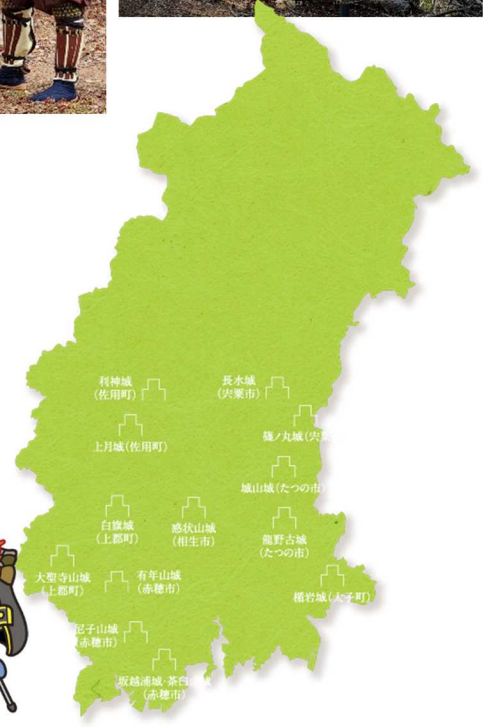 利神城
（佐用町）
長水城
（宍粟市）
上月城（佐用町）
篠ノ丸城（宍粟
城山城（たつの市）
白旗城
（上郡町）
感状山城
（相生市）
龍野古城
（たつの市）
大聖寺山城
（上郡町）
有年山城
（赤穂市）
楯岩城（太子町）
尼子山城
（赤穂市）
坂越浦城・茶臼山城
（赤穂市）